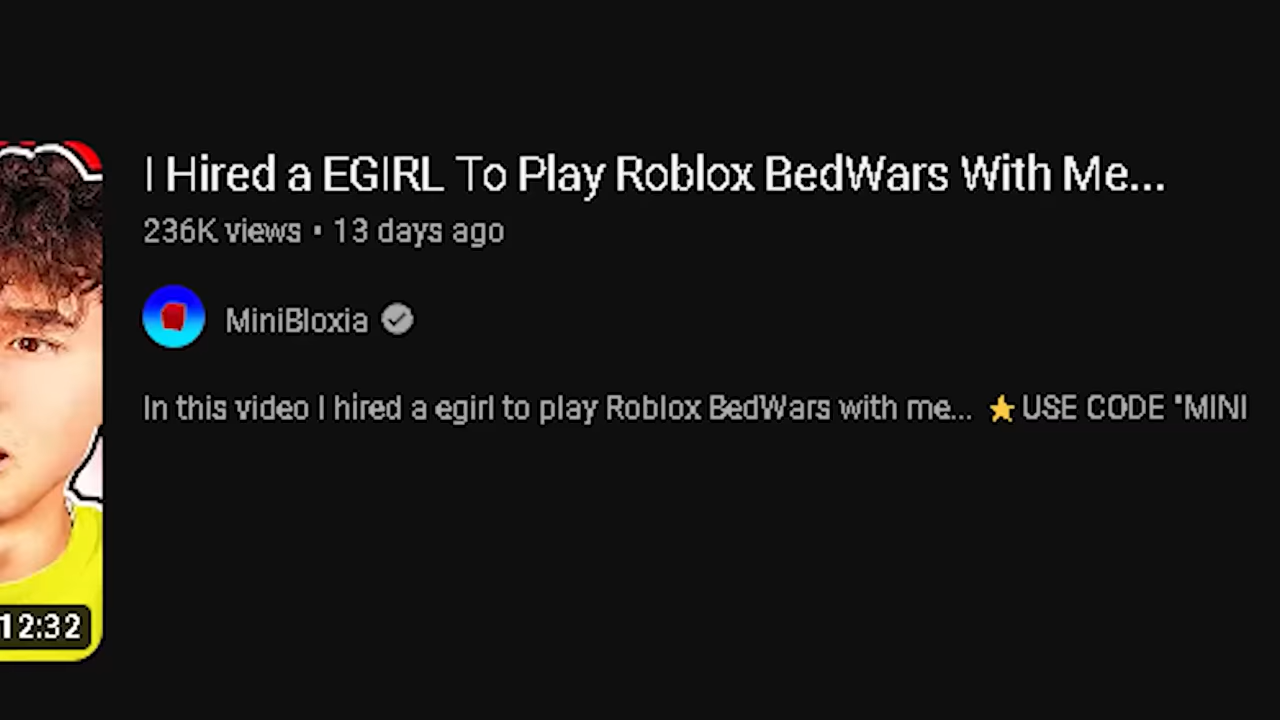 I Hired a EGIRL To Play Roblox BedWars With Me...
236K views • 13 days ago
MiniBloxia
In this video I hired a egirl to play Roblox BedWars with me... ⭐USE CODE "MINI
12:32